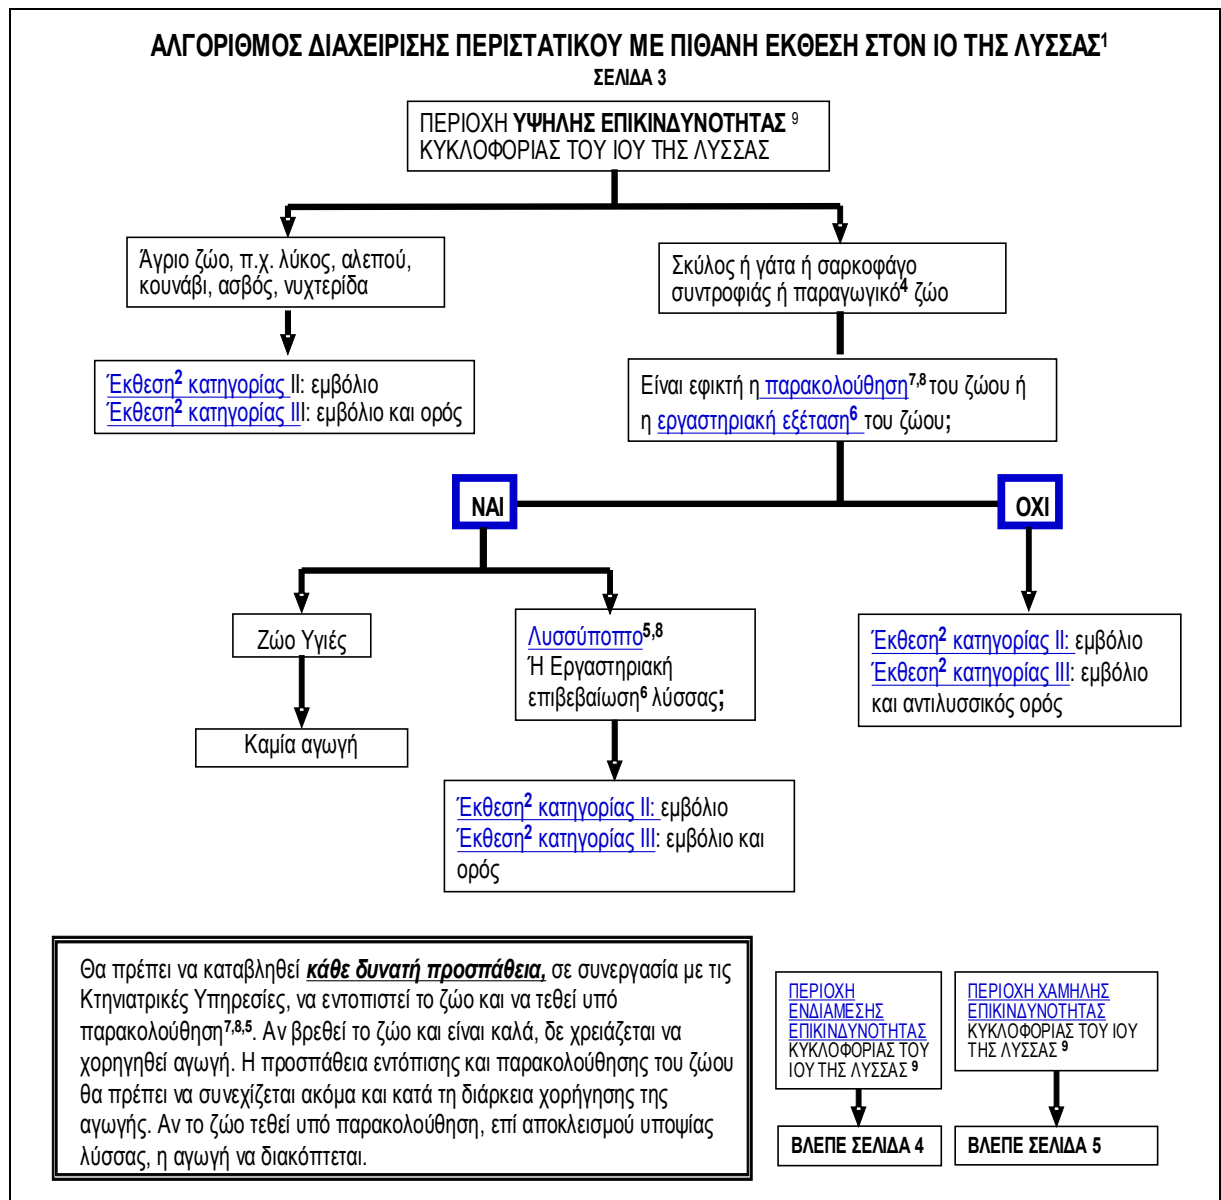 ΑΛΓΟΡΙΘΜΟΣ ΔΙΑΧΕΙΡΙΣΗΣ ΠΕΡΙΣΤΑΤΙΚΟΥ ΜΕ ΠΙΘΑΝΗ ΕΚΘΕΣΗ ΣΤΟΝ ΙΟ ΤΗΣ ΛΥΣΣΑΣ¹
ΣΕΛΙΔΑ 3
ΠΕΡΙΟΧΗ ΥΨΗΛΗΣ ΕΠΙΚΙΝΔΥΝΟΤΗΤΑΣ ⁹
ΚΥΚΛΟΦΟΡΙΑΣ ΤΟΥ ΙΟΥ ΤΗΣ ΛΥΣΣΑΣ
Άγριο ζώο, π.χ. λύκος, αλεπού,
κουνάβι, ασβός, νυχτερίδα
Σκύλος ή γάτα ή σαρκοφάγο
συντροφιάς ή παραγωγικό⁴ ζώο
Έκθεση² κατηγορίας ΙΙ: εμβόλιο
Έκθεση² κατηγορίας ΙΙΙ: εμβόλιο και ορός
Είναι εφικτή η παρακολούθηση⁷,⁸ του ζώου ή
η εργαστηριακή εξέταση⁶ του ζώου;
ΝΑΙ
ΟΧΙ
Ζώο Υγιές
Λυσσύποπτο⁵,⁸
Ή Εργαστηριακή
επιβεβαίωση⁶ λύσσας;
Έκθεση² κατηγορίας ΙΙ: εμβόλιο
Έκθεση² κατηγορίας ΙΙΙ: εμβόλιο
και αντιλυσσικός ορός
Καμία αγωγή
Έκθεση² κατηγορίας ΙΙ: εμβόλιο
Έκθεση² κατηγορίας ΙΙΙ: εμβόλιο και
ορός
Θα πρέπει να καταβληθεί κάθε δυνατή προσπάθεια, σε συνεργασία με τις
Κτηνιατρικές Υπηρεσίες, να εντοπιστεί το ζώο και να τεθεί υπό
παρακολούθηση⁷,⁸,⁵. Αν βρεθεί το ζώο και είναι καλά, δε χρειάζεται να
χορηγηθεί αγωγή. Η προσπάθεια εντόπισης και παρακολούθησης του ζώου
θα πρέπει να συνεχίζεται ακόμα και κατά τη διάρκεια χορήγησης της
αγωγής. Αν το ζώο τεθεί υπό παρακολούθηση, επί αποκλεισμού υποψίας
λύσσας, η αγωγή να διακόπτεται.
ΠΕΡΙΟΧΗ
ΕΝΔΙΑΜΕΣΗΣ
ΕΠΙΚΙΝΔΥΝΟΤΗΤΑΣ
ΚΥΚΛΟΦΟΡΙΑΣ ΤΟΥ
ΙΟΥ ΤΗΣ ΛΥΣΣΑΣ ⁹
ΒΛΕΠΕ ΣΕΛΙΔΑ 4
ΠΕΡΙΟΧΗ ΧΑΜΗΛΗΣ
ΕΠΙΚΙΝΔΥΝΟΤΗΤΑΣ
ΚΥΚΛΟΦΟΡΙΑΣ ΤΟΥ ΙΟΥ
ΤΗΣ ΛΥΣΣΑΣ ⁹
ΒΛΕΠΕ ΣΕΛΙΔΑ 5